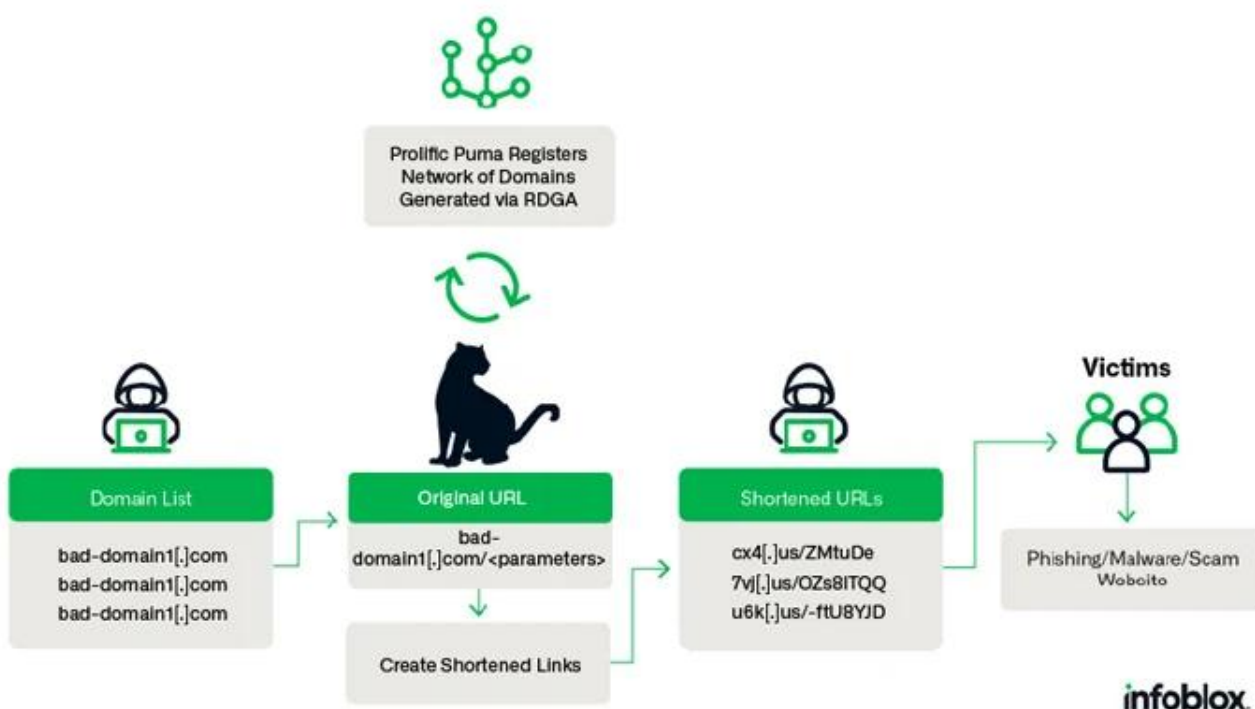 Prolific Puma Registers
Network of Domains
Generated via RDGA
Domain List
bad-domain1[.]com
bad-domain1[.]com
bad-domain1[.]com
Original URL
bad-
domain1[.]com/<parameters>
Create Shortened Links
Shortened URLs
cx4[.]us/ZMtuDe
7vj[.]us/OZs8ITQQ
u6k[.]us/-ftU8YJD
Victims
Phishing/Malware/Scam
Website
infoblox.